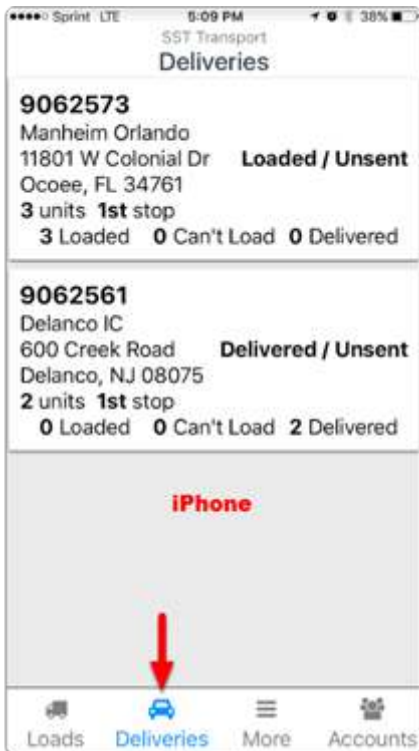 Sprint LTE 5:09 PM 38%
SST Transport
Deliveries
9062573
Manheim Orlando
11801 W Colonial Dr Loaded / Unsent
Ocoee, FL 34761
3 units 1st stop
3 Loaded 0 Can't Load 0 Delivered
9062561
Delanco IC
600 Creek Road Delivered / Unsent
Delanco, NJ 08075
2 units 1st stop
0 Loaded 0 Can't Load 2 Delivered
iPhone
Loads Deliveries More Accounts